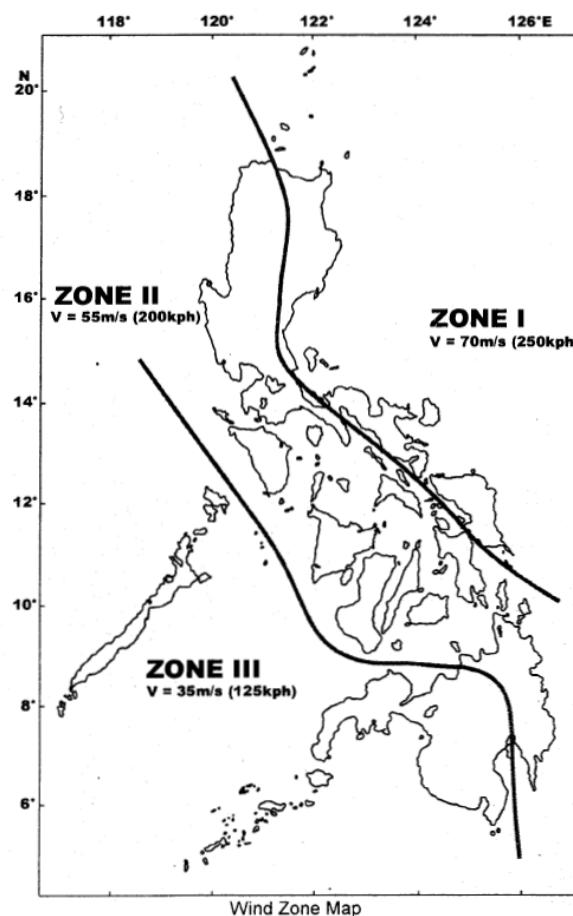 118° 120° 122° 124° 126°E
N
20°
18°
ZONE II
V = 55m/s (200kph)
16°
ZONE I
V = 70m/s (250kph)
14°
12°
10°
ZONE III
V = 35m/s (125kph)
8°
6°
Wind Zone Map